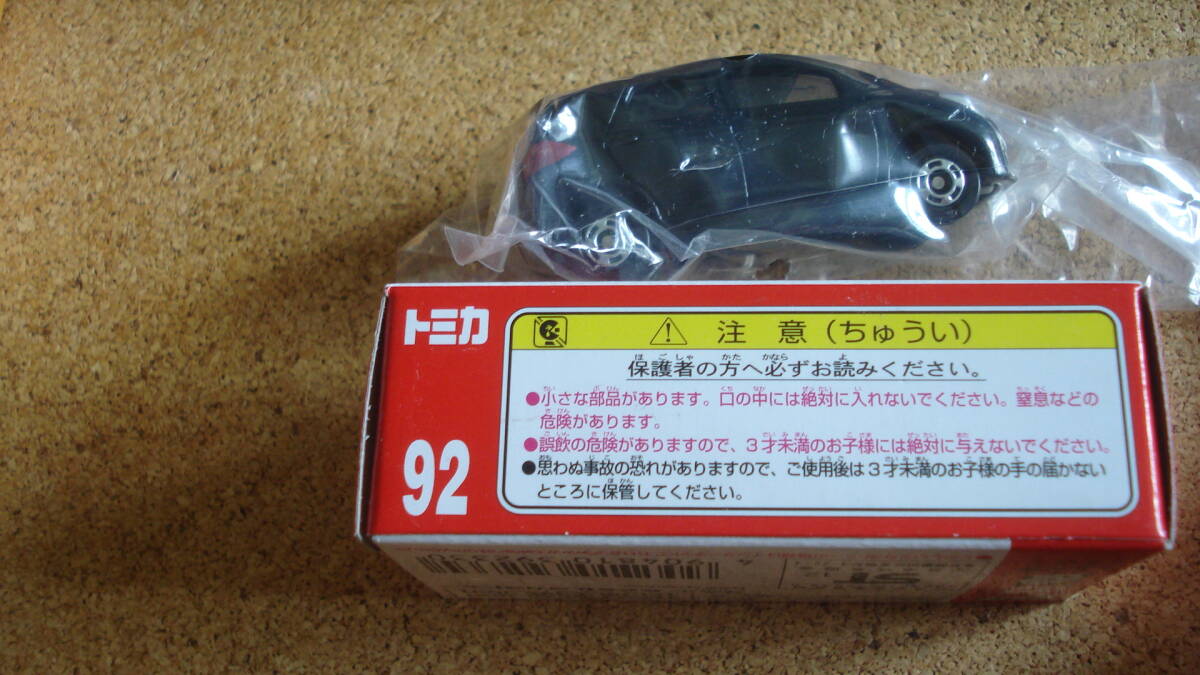 トミカ
92
注 意（ちゅうい）
保護者の方へ必ずお読みください。
●小さな部品があります。口の中には絶対に入れないでください。窒息などの
危険があります。
●誤飲の危険がありますので、3才未満のお子様には絶対に与えないでください。
●思わぬ事故の恐れがありますので、ご使用後は3才未満のお子様の手の届かない
ところに保管してください。